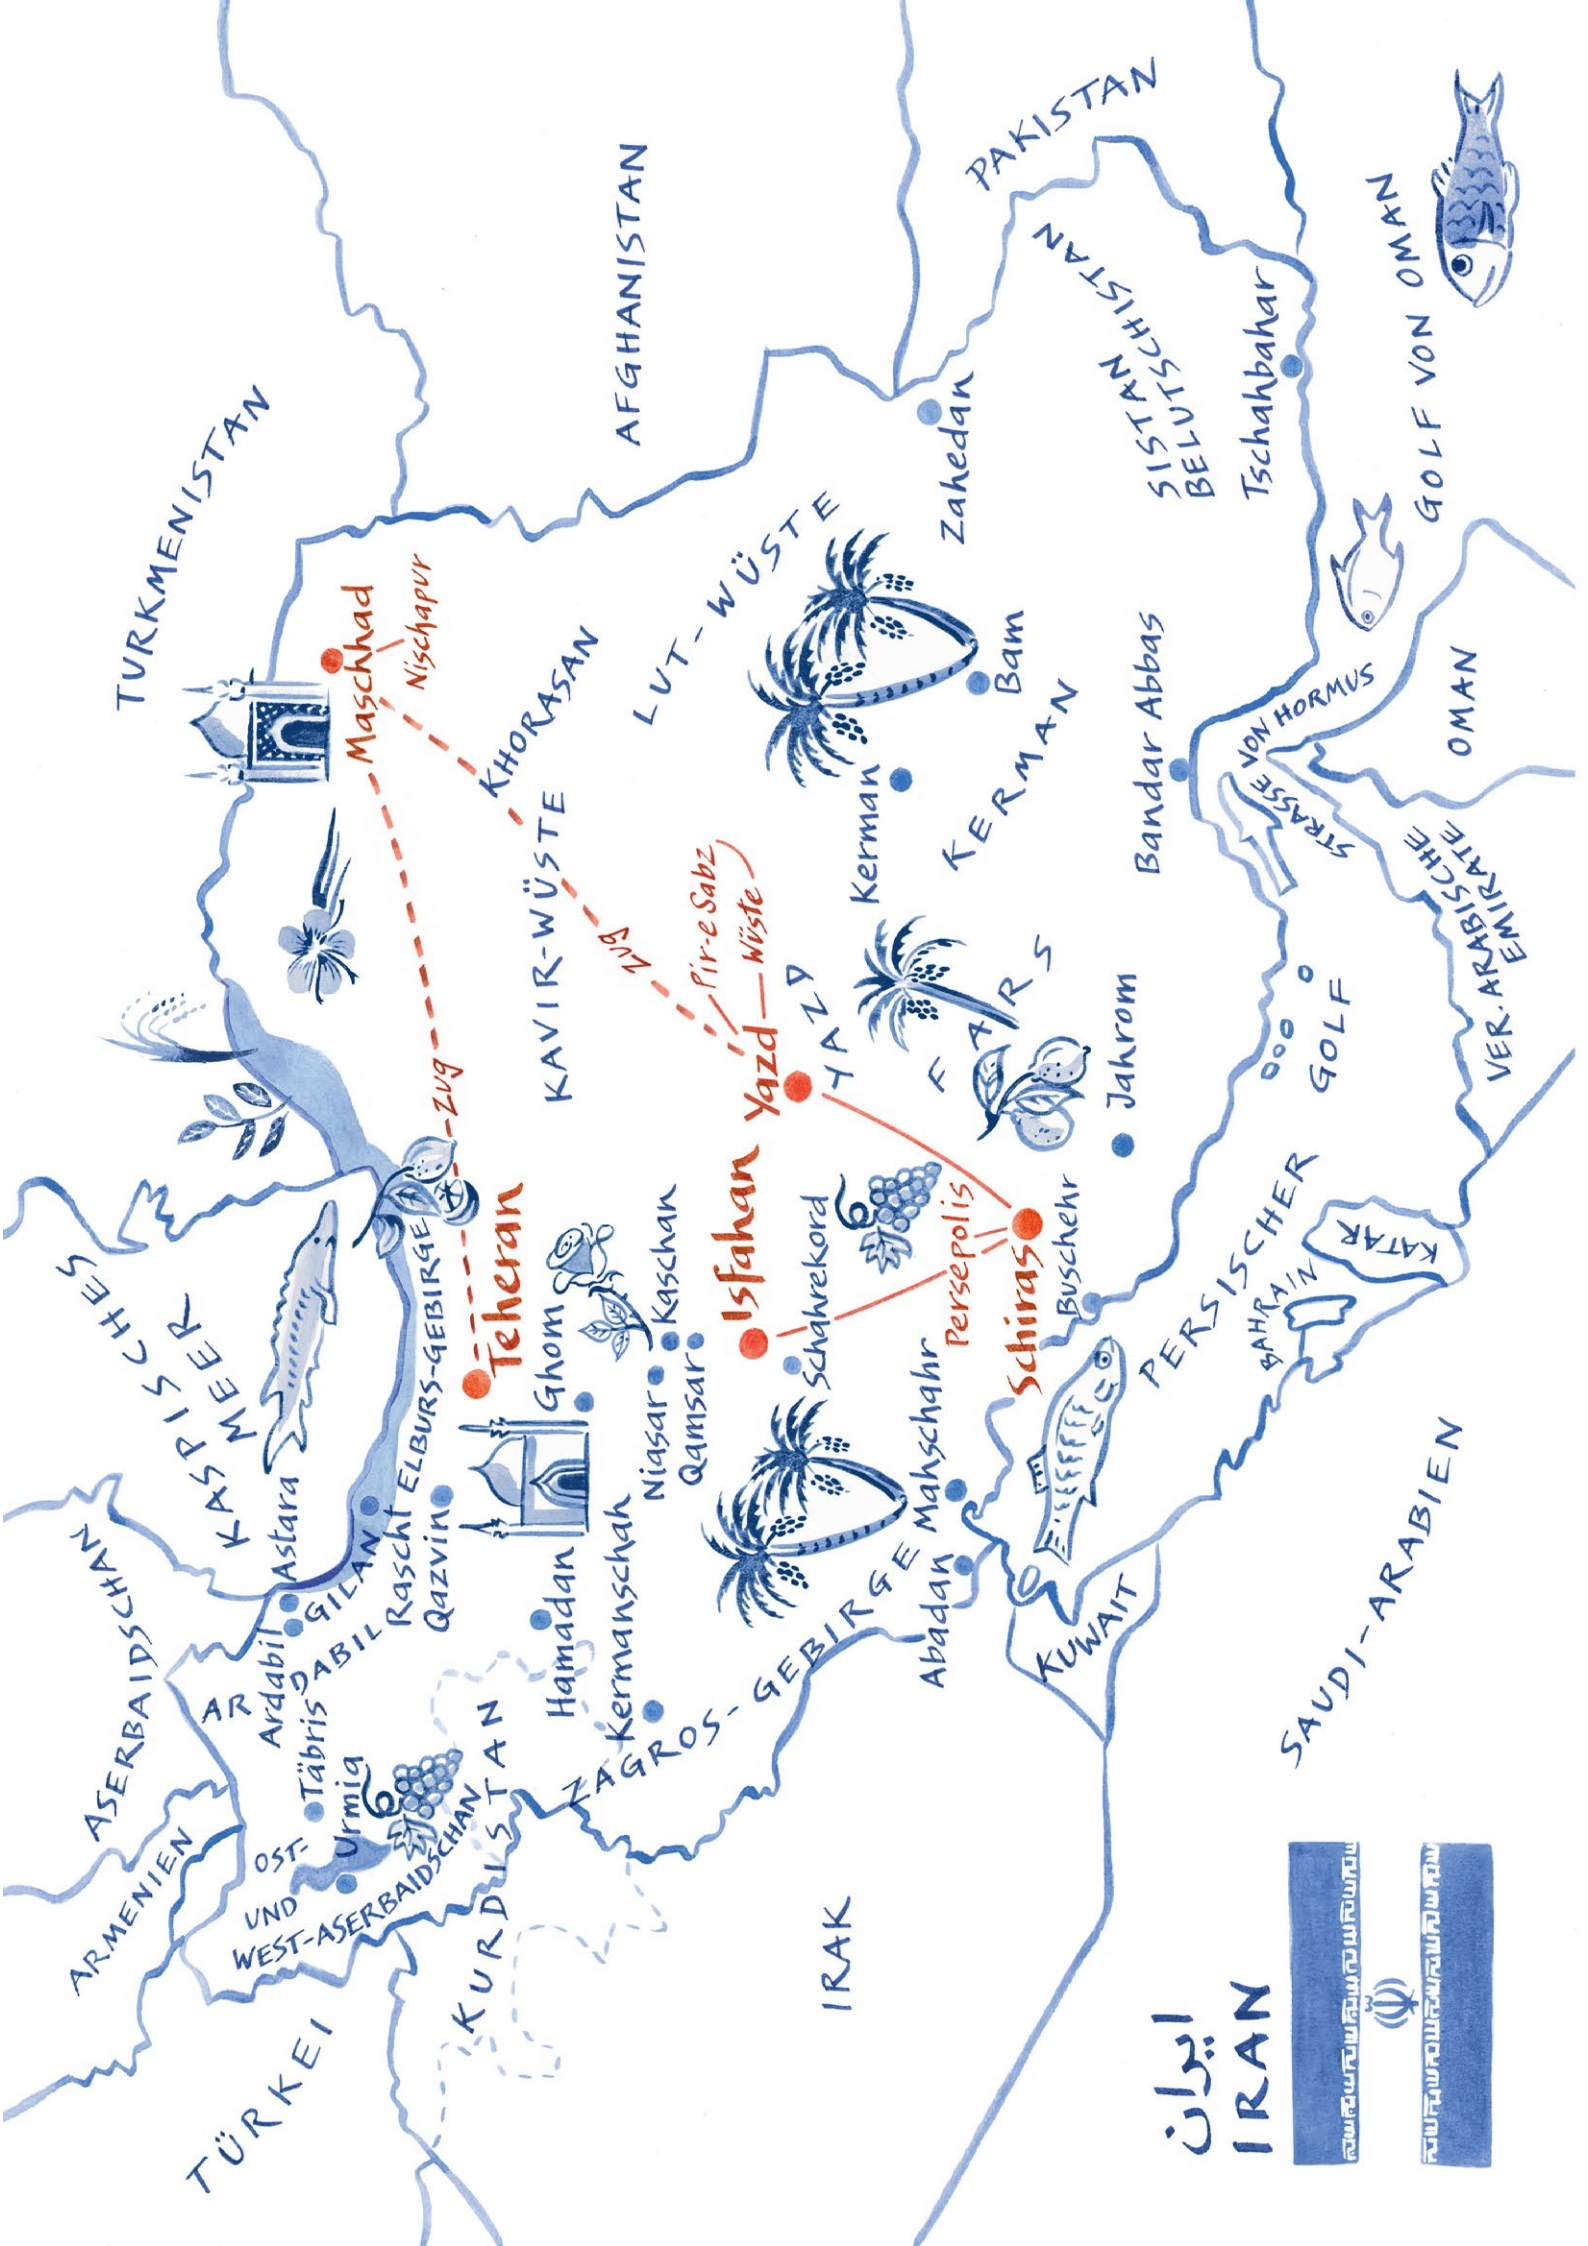 TÜRKEI
ARMENIEN
ASERBAIDSCHAN
KASPISCHES
MEER
TURKMENISTAN
AFGHANISTAN
PAKISTAN
OST-
UND
WEST-ASERBAIDSCHAN
Urmia
Täbris
ARDABIL
Ardabil
Astara
GILAN
Rascht
Qazvin
ELBURS-GEBIRGE
Teheran
Zug
Maschhad
Nischapur
KURDISTAN
Hamadan
Kermanschah
Ghom
Niasar
Kaschan
Qamsar
KAVIR-WÜSTE
KHORASAN
Zug
LUT-WÜSTE
ZAGROS-GEBIRGE
Isfahan
Schahrekord
Yazd
Pir-e Sabz
Wüste
YAZD
IRAK
Abadan
Mahschahr
Persepolis
Schiras
FARS
Kerman
KERMAN
Bam
Zahedan
SISTAN
BELUTSCHISTAN
Buschehr
Jahrom
Bandar Abbas
Tschahbahar
KUWAIT
PERSISCHER
GOLF
STRASSE VON HORMUS
GOLF VON OMAN
GOLF VON OMAN
BAHRAIN
KATAR
VER. ARABISCHE
EMIRATE
OMAN
SAUDI-ARABIEN
ایران
IRAN